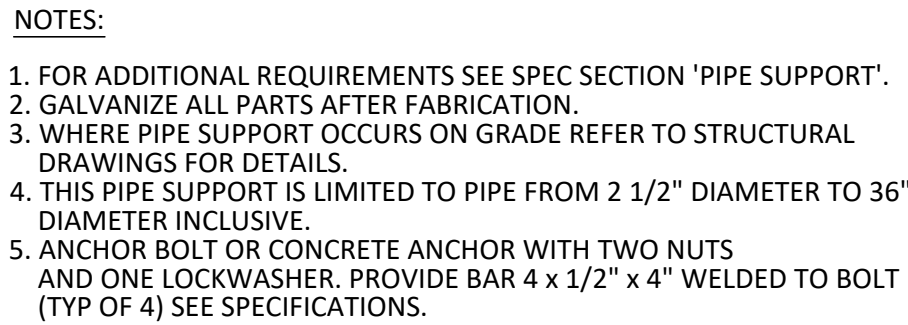 NOTES:
1. FOR ADDITIONAL REQUIREMENTS SEE SPEC SECTION 'PIPE SUPPORT'.
2. GALVANIZE ALL PARTS AFTER FABRICATION.
3. WHERE PIPE SUPPORT OCCURS ON GRADE REFER TO STRUCTURAL
DRAWINGS FOR DETAILS.
4. THIS PIPE SUPPORT IS LIMITED TO PIPE FROM 2 1/2" DIAMETER TO 36"
DIAMETER INCLUSIVE.
5. ANCHOR BOLT OR CONCRETE ANCHOR WITH TWO NUTS
AND ONE LOCKWASHER. PROVIDE BAR 4 x 1/2" x 4" WELDED TO BOLT
(TYP OF 4) SEE SPECIFICATIONS.